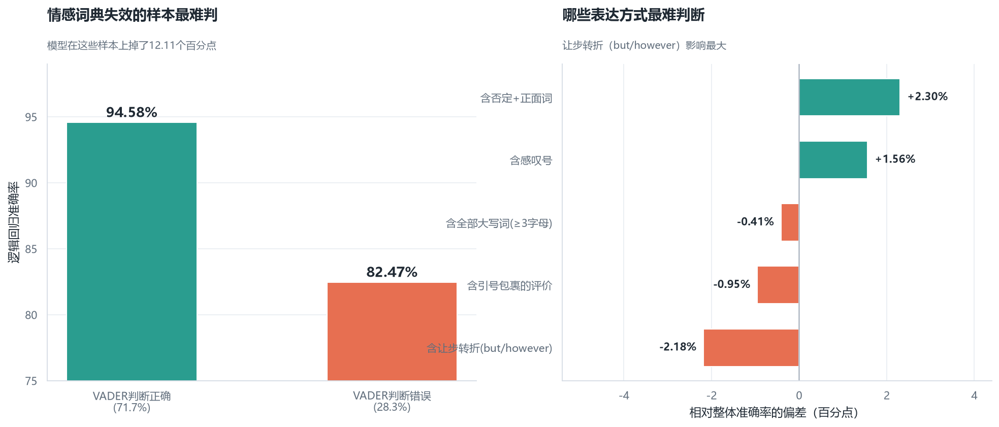 情感词典失效的样本最难判
模型在这些样本上掉了12.11个百分点
逻辑回归准确率
95
90
85
80
75
94.58%
82.47%
VADER判断正确
(71.7%)
VADER判断错误
(28.3%)
哪些表达方式最难判断
让步转折（but/however）影响最大
含否定+正面词
+2.30%
含感叹号
+1.56%
含全部大写词(≥3字母)
-0.41%
含引号包裹的评价
-0.95%
含让步转折(but/however)
-2.18%
-4
-2
0
2
4
相对整体准确率的偏差（百分点）